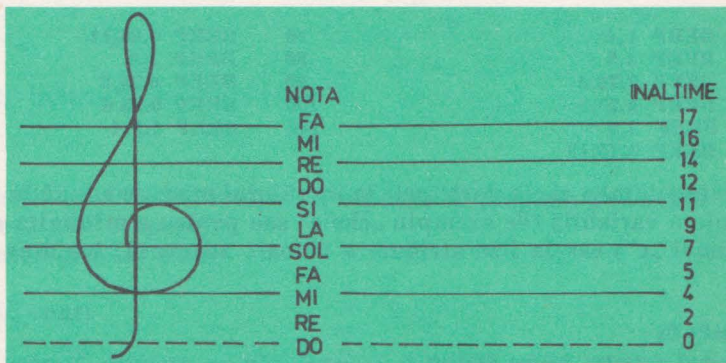 NOTA INALTIME
FA 17
MI 16
RE 14
DO 12
SI 11
LA 9
SOL 7
FA 5
MI 4
RE 2
DO 0